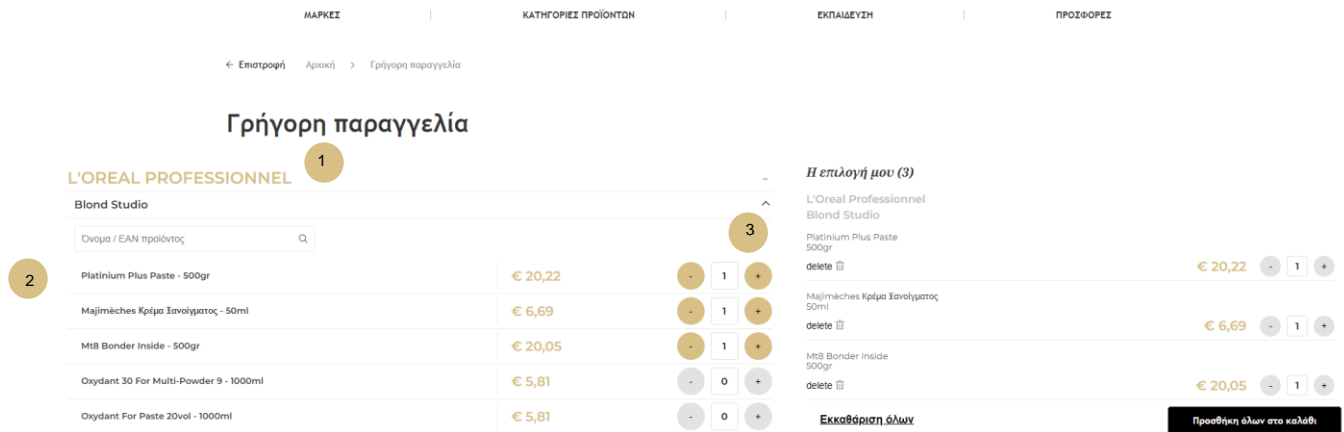 ΜΑΡΚΕΣ ΚΑΤΗΓΟΡΙΕΣ ΠΡΟΪΟΝΤΩΝ ΕΚΠΑΙΔΕΥΣΗ ΠΡΟΣΦΟΡΕΣ
← Επιστροφή Αρχική > Γρήγορη παραγγελία
Γρήγορη παραγγελία
1
L'OREAL PROFESSIONNEL -
Blond Studio
3
Όνομα / EAN προϊόντος
2
Platinium Plus Paste - 500gr € 20,22 - 1 +
Majimèches Κρέμα Ξανοίγματος - 50ml € 6,69 - 1 +
Mt8 Bonder Inside - 500gr € 20,05 - 1 +
Oxydant 30 For Multi-Powder 9 - 1000ml € 5,81 - 0 +
Oxydant For Paste 20vol - 1000ml € 5,81 - 0 +
Η επιλογή μου (3)
L'Oreal Professionnel
Blond Studio
Platinium Plus Paste
500gr
delete € 20,22 - 1 +
Majimèches Κρέμα Ξανοίγματος
50ml
delete € 6,69 - 1 +
Mt8 Bonder Inside
500gr
delete € 20,05 - 1 +
Εκκαθάριση όλων Προσθήκη όλων στο καλάθι